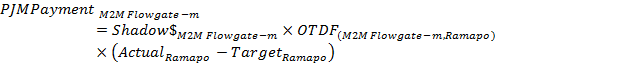 PJMPayment M2M Flowgate-m
= Shadow$M2M Flowgate-m × OTDF(M2M Flowgate-m,Ramapo)
× (ActualRamapo − TargetRamapo)